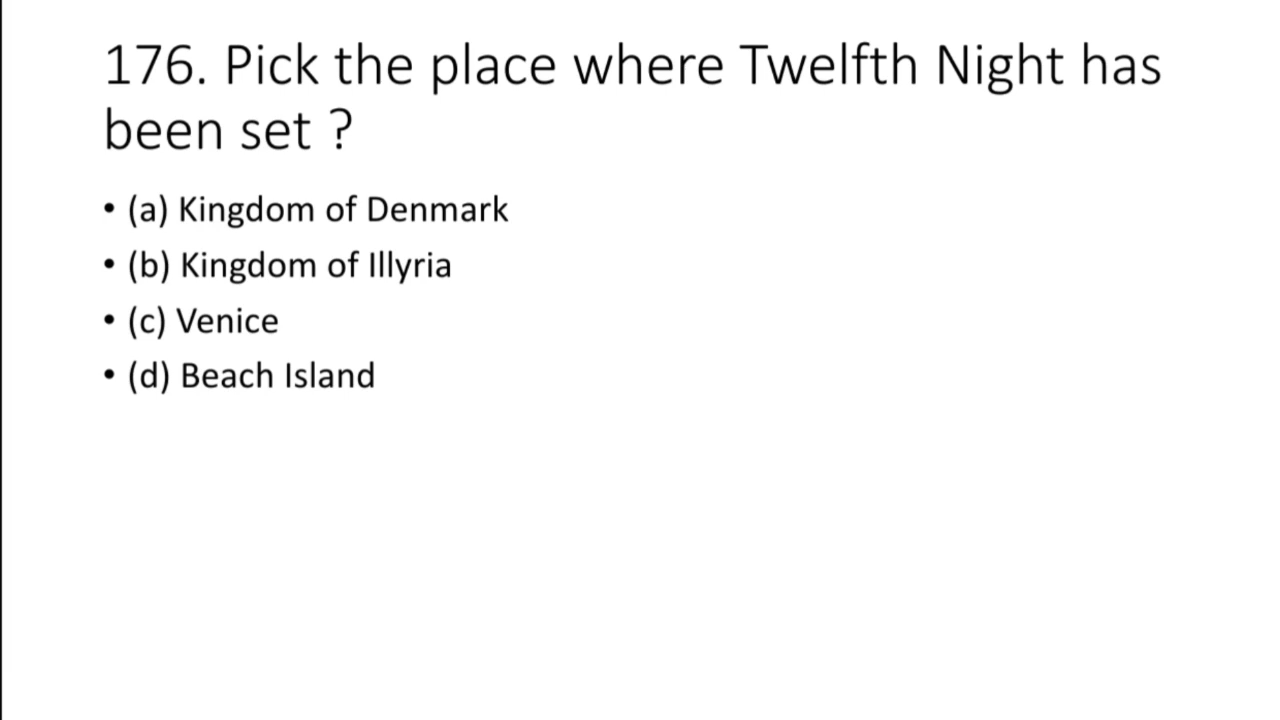 176. Pick the place where Twelfth Night has
been set ?
• (a) Kingdom of Denmark
• (b) Kingdom of Illyria
• (c) Venice
• (d) Beach Island